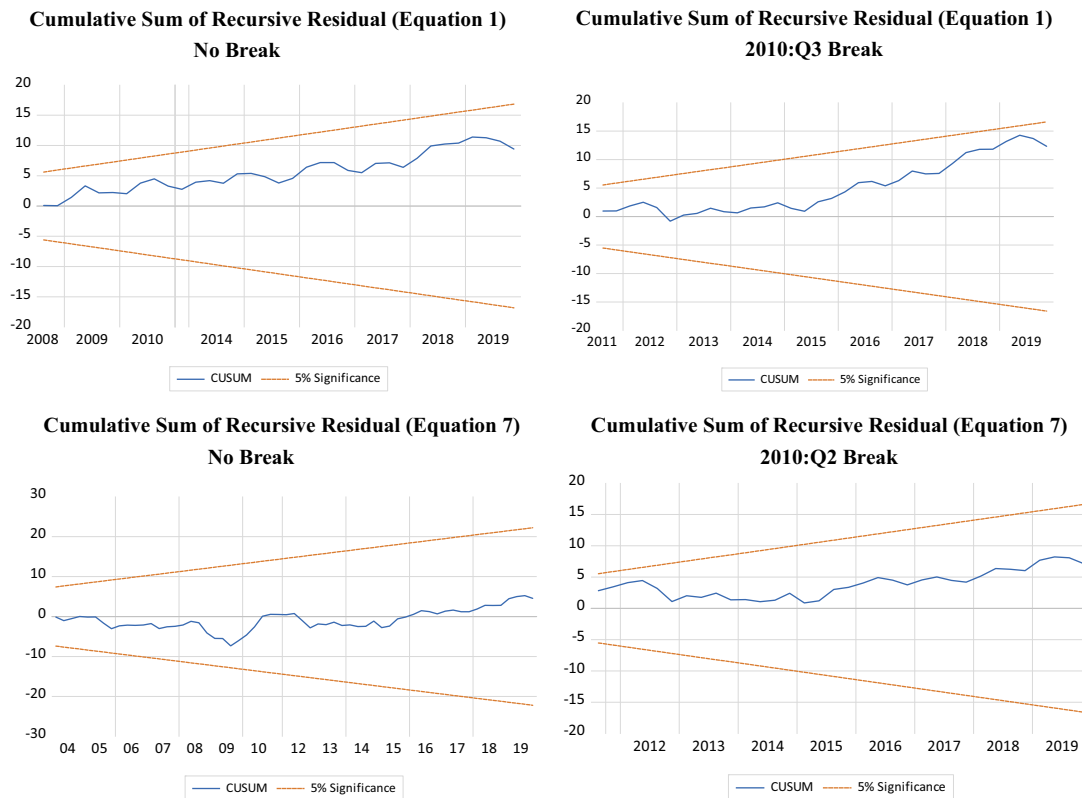 Cumulative Sum of Recursive Residual (Equation 1)
No Break
20
15
10
5
0
-5
-10
-15
-20
2008 2009 2010 2014 2015 2016 2017 2018 2019
CUSUM 5% Significance
Cumulative Sum of Recursive Residual (Equation 1)
2010:Q3 Break
20
15
10
5
0
-5
-10
-15
-20
2011 2012 2013 2014 2015 2016 2017 2018 2019
CUSUM 5% Significance
Cumulative Sum of Recursive Residual (Equation 7)
No Break
30
20
10
0
-10
-20
-30
04 05 06 07 08 09 10 12 13 14 15 16 17 18 19
CUSUM 5% Significance
Cumulative Sum of Recursive Residual (Equation 7)
2010:Q2 Break
20
15
10
5
0
-5
-10
-15
-20
2012 2013 2014 2015 2016 2017 2018 2019
CUSUM 5% Significance